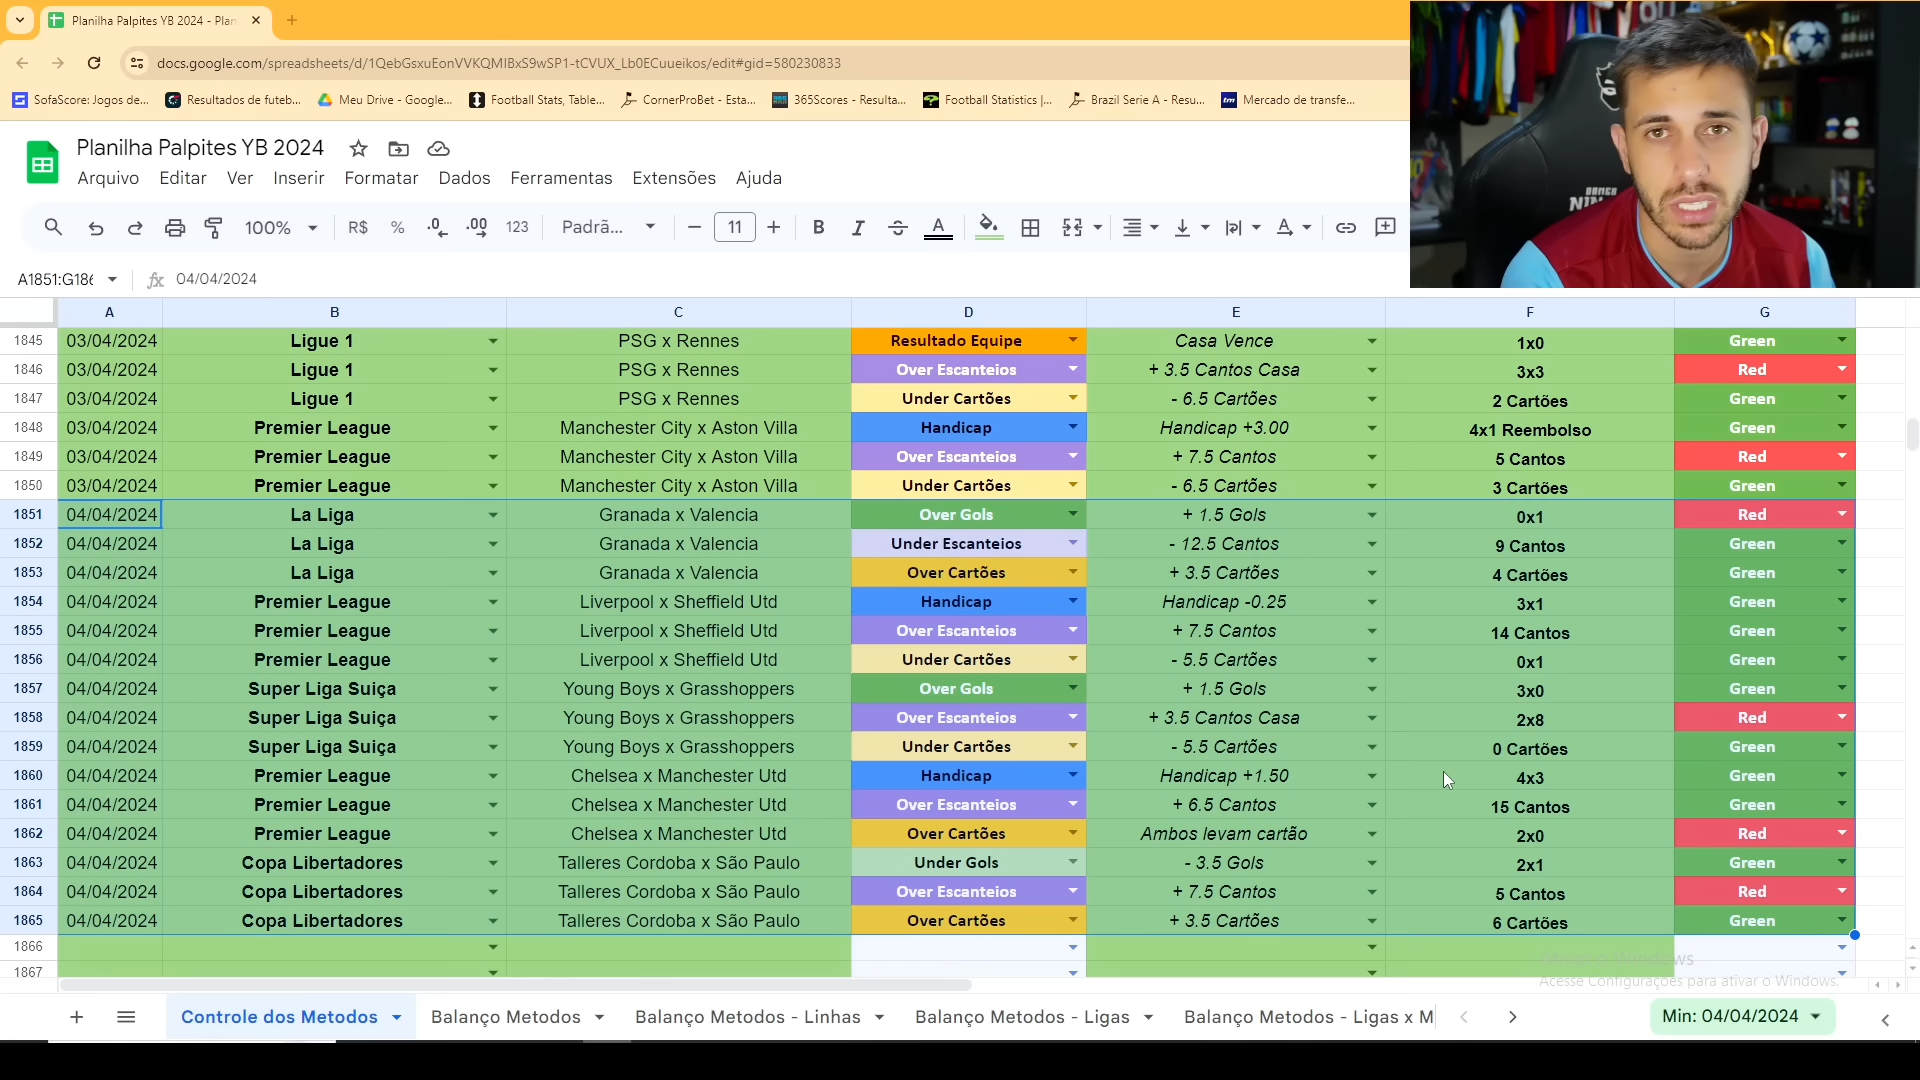 Planilha Palpites YB 2024 - Plan
docs.google.com/spreadsheets/d/1QebGsxuEonVVKQMIBxS9wSP1-tCVUX_Lb0ECuueikos/edit#gid=580230833
SofaScore: Jogos de... Resultados de futeb... Meu Drive - Google... Football Stats, Table... CornerProBet - Esta... 365Scores - Resulta... Football Statistics |... Brazil Serie A - Resu... Mercado de transfe...
Planilha Palpites YB 2024
Arquivo Editar Ver Inserir Formatar Dados Ferramentas Extensões Ajuda
100% R$ % .0 .00 123 Padrã... 11 B I A
A1851:G186 fx 04/04/2024
A B C D E F G
1845 03/04/2024 Ligue 1 PSG x Rennes Resultado Equipe Casa Vence 1x0 Green
1846 03/04/2024 Ligue 1 PSG x Rennes Over Escanteios + 3.5 Cantos Casa 3x3 Red
1847 03/04/2024 Ligue 1 PSG x Rennes Under Cartões - 6.5 Cartões 2 Cartões Green
1848 03/04/2024 Premier League Manchester City x Aston Villa Handicap Handicap +3.00 4x1 Reembolso Green
1849 03/04/2024 Premier League Manchester City x Aston Villa Over Escanteios + 7.5 Cantos 5 Cantos Red
1850 03/04/2024 Premier League Manchester City x Aston Villa Under Cartões - 6.5 Cartões 3 Cartões Green
1851 04/04/2024 La Liga Granada x Valencia Over Gols + 1.5 Gols 0x1 Red
1852 04/04/2024 La Liga Granada x Valencia Under Escanteios - 12.5 Cantos 9 Cantos Green
1853 04/04/2024 La Liga Granada x Valencia Over Cartões + 3.5 Cartões 4 Cartões Green
1854 04/04/2024 Premier League Liverpool x Sheffield Utd Handicap Handicap -0.25 3x1 Green
1855 04/04/2024 Premier League Liverpool x Sheffield Utd Over Escanteios + 7.5 Cantos 14 Cantos Green
1856 04/04/2024 Premier League Liverpool x Sheffield Utd Under Cartões - 5.5 Cartões 0x1 Green
1857 04/04/2024 Super Liga Suiça Young Boys x Grasshoppers Over Gols + 1.5 Gols 3x0 Green
1858 04/04/2024 Super Liga Suiça Young Boys x Grasshoppers Over Escanteios + 3.5 Cantos Casa 2x8 Red
1859 04/04/2024 Super Liga Suiça Young Boys x Grasshoppers Under Cartões - 5.5 Cartões 0 Cartões Green
1860 04/04/2024 Premier League Chelsea x Manchester Utd Handicap Handicap +1.50 4x3 Green
1861 04/04/2024 Premier League Chelsea x Manchester Utd Over Escanteios + 6.5 Cantos 15 Cantos Green
1862 04/04/2024 Premier League Chelsea x Manchester Utd Over Cartões Ambos levam cartão 2x0 Red
1863 04/04/2024 Copa Libertadores Talleres Cordoba x São Paulo Under Gols - 3.5 Gols 2x1 Green
1864 04/04/2024 Copa Libertadores Talleres Cordoba x São Paulo Over Escanteios + 7.5 Cantos 5 Cantos Red
1865 04/04/2024 Copa Libertadores Talleres Cordoba x São Paulo Over Cartões + 3.5 Cartões 6 Cartões Green
1866
1867
Acesse Configurações para ativar o Windows.
Controle dos Metodos Balanço Metodos Balanço Metodos - Linhas Balanço Metodos - Ligas Balanço Metodos - Ligas x M Min: 04/04/2024